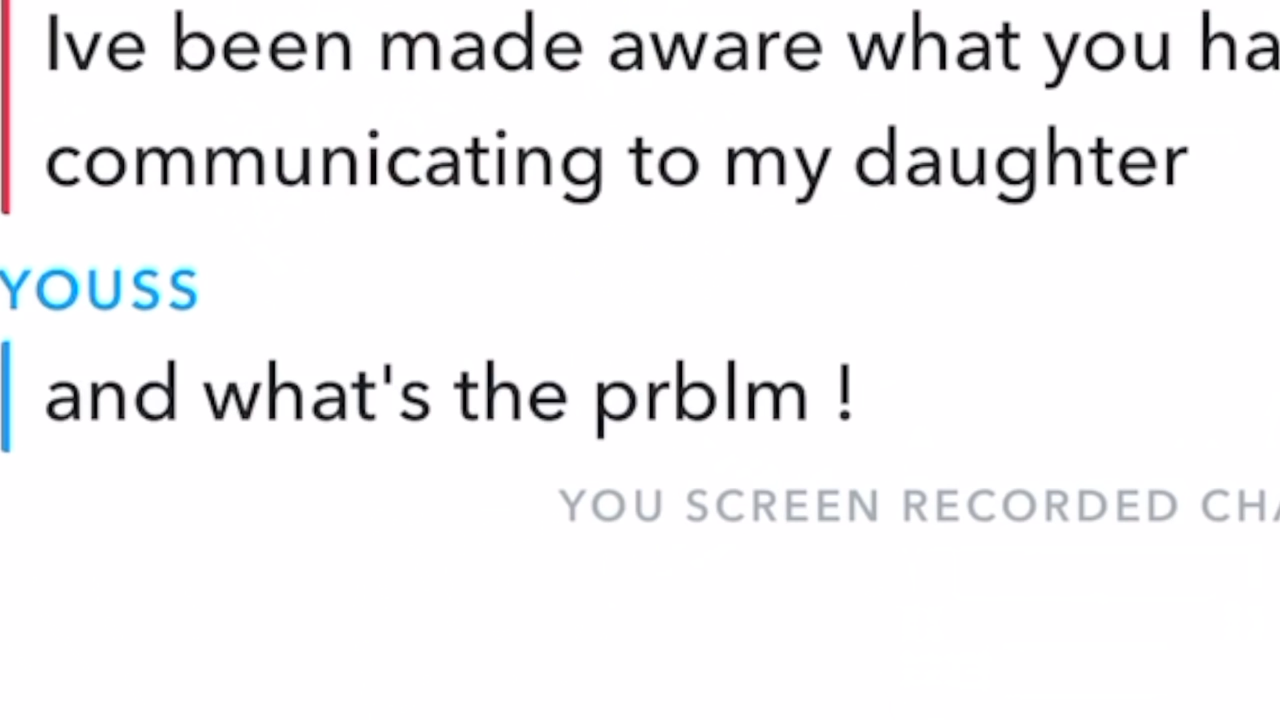 Ive been made aware what you ha
communicating to my daughter
YOUSS
and what's the prblm !
YOU SCREEN RECORDED CHA